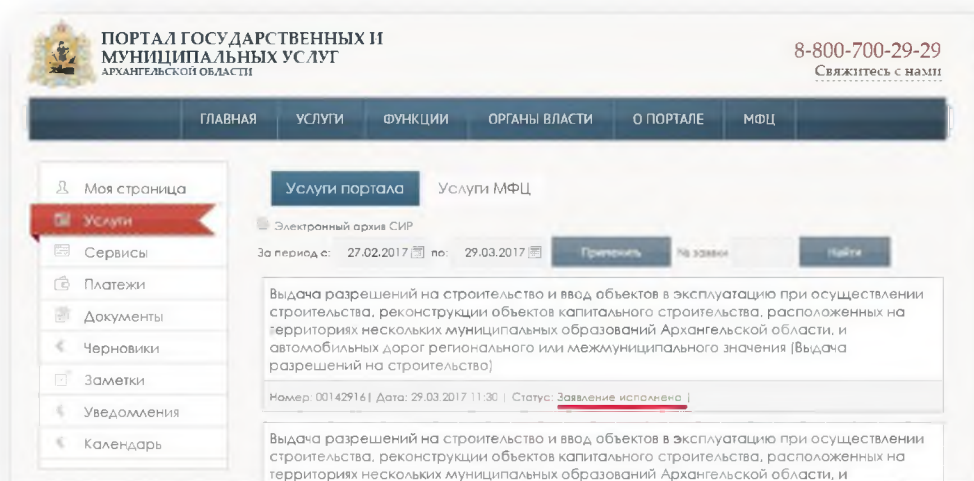 ПОРТАЛ ГОСУДАРСТВЕННЫХ И
МУНИЦИПАЛЬНЫХ УСЛУГ
АРХАНГЕЛЬСКОЙ ОБЛАСТИ
8-800-700-29-29
Свяжитесь с нами
ГЛАВНАЯ УСЛУГИ ФУНКЦИИ ОРГАНЫ ВЛАСТИ О ПОРТАЛЕ МФЦ
Моя страница
Услуги
Сервисы
Платежи
Документы
Черновики
Заметки
Уведомления
Календарь
Услуги портала Услуги МФЦ
Электронный архив СИР
За период с: 27.02.2017 по: 29.03.2017 Применить № заявки Найти
Выдача разрешений на строительство и ввод объектов в эксплуатацию при осуществлении
строительства, реконструкции объектов капитального строительства, расположенных на
территориях нескольких муниципальных образований Архангельской области, и
автомобильных дорог регионального или межмуниципального значения (Выдача
разрешений на строительство)
Номер: 00142916 | Дата: 29.03.2017 11:30 | Статус: Заявление исполнено |
Выдача разрешений на строительство и ввод объектов в эксплуатацию при осуществлении
строительства, реконструкции объектов капитального строительства, расположенных на
территориях нескольких муниципальных образований Архангельской области, и